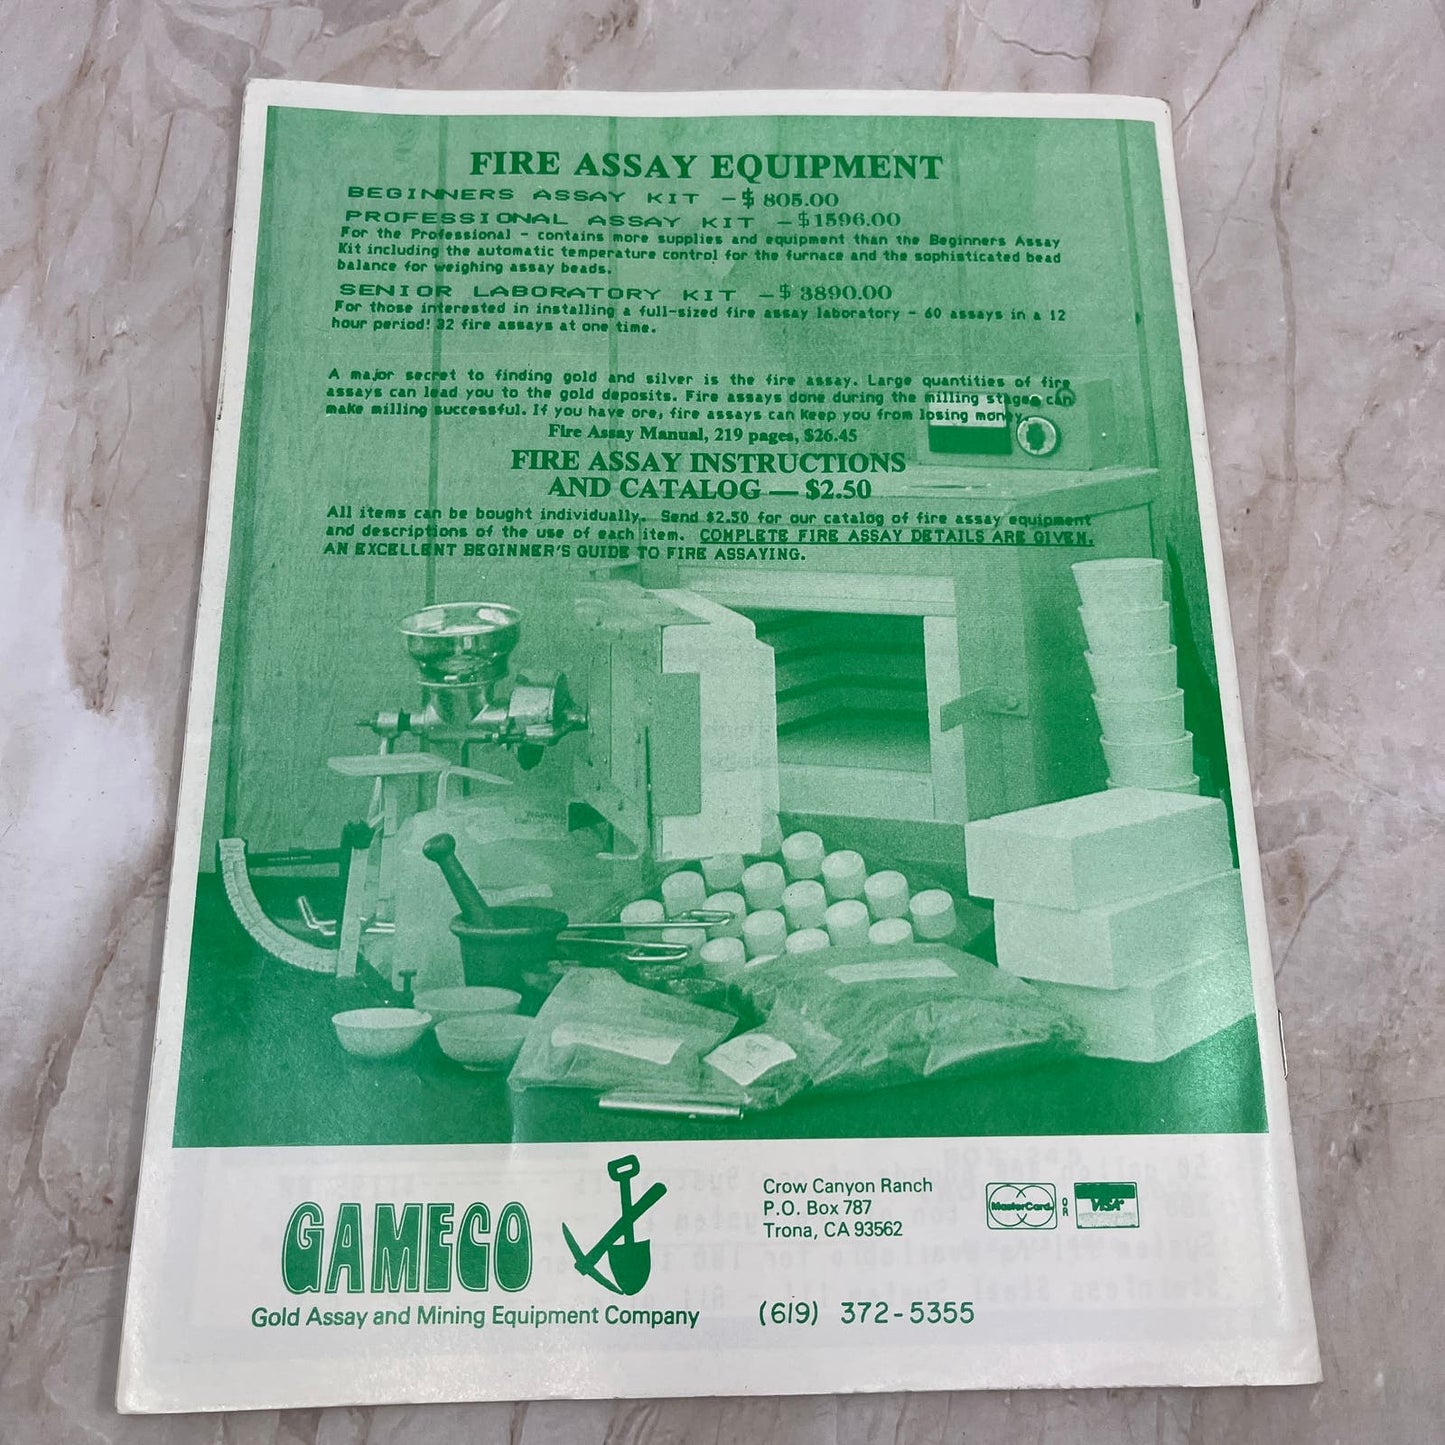 FIRE ASSAY EQUIPMENT
BEGINNERS ASSAY KIT - $ 805.00
PROFESSIONAL ASSAY KIT - $1596.00
For the Professional - contains more supplies and equipment than the Beginners Assay
Kit including the automatic temperature control for the furnace and the sophisticated bead
balance for weighing assay beads.
SENIOR LABORATORY KIT - $ 3890.00
For those interested in installing a full-sized fire assay laboratory - 60 assays in a 12
hour period! 32 fire assays at one time.
A major secret to finding gold and silver is the fire assay. Large quantities of fire
assays can lead you to the gold deposits. Fire assays done during the milling stages can
make milling successful. If you have ore, fire assays can keep you from losing money.
Fire Assay Manual, 219 pages, $26.45
FIRE ASSAY INSTRUCTIONS
AND CATALOG — $2.50
All items can be bought individually. Send $2.50 for our catalog of fire assay equipment
and descriptions of the use of each item. COMPLETE FIRE ASSAY DETAILS ARE GIVEN.
AN EXCELLENT BEGINNER'S GUIDE TO FIRE ASSAYING.
GAMECO
Gold Assay and Mining Equipment Company
Crow Canyon Ranch
P.O. Box 787
Trona, CA 93562
(619) 372-5355
MasterCard OR VISA